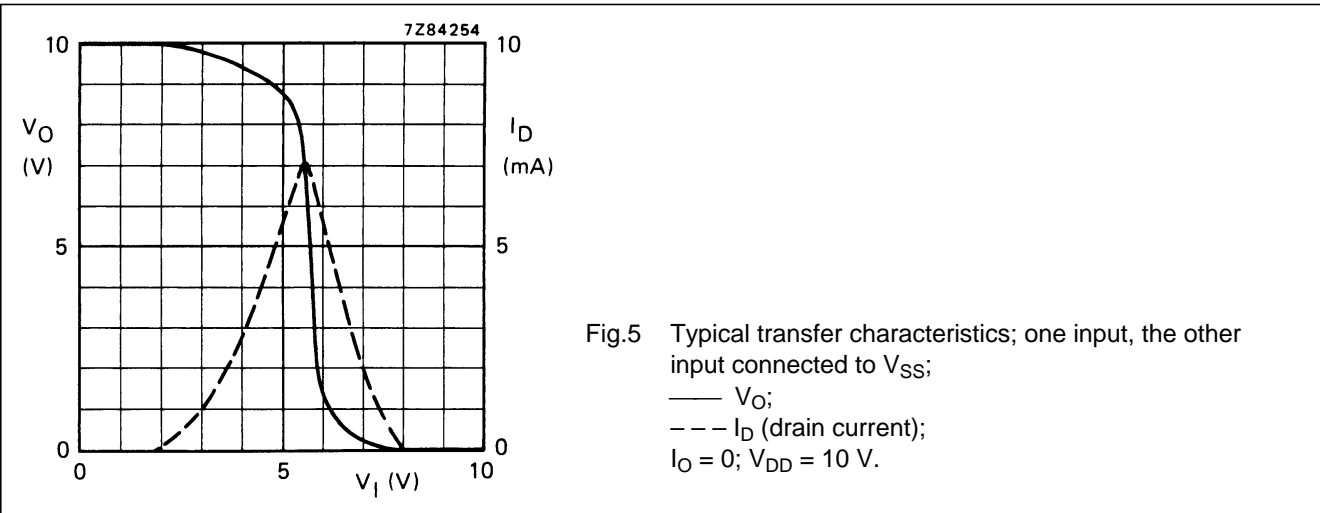 7Z84254
10
10
V_O
(V)
I_D
(mA)
5
5
0
0
0
5
10
V_I (V)
Fig.5 Typical transfer characteristics; one input, the other
input connected to V_SS;
—— V_O;
– – – I_D (drain current);
I_O = 0; V_DD = 10 V.